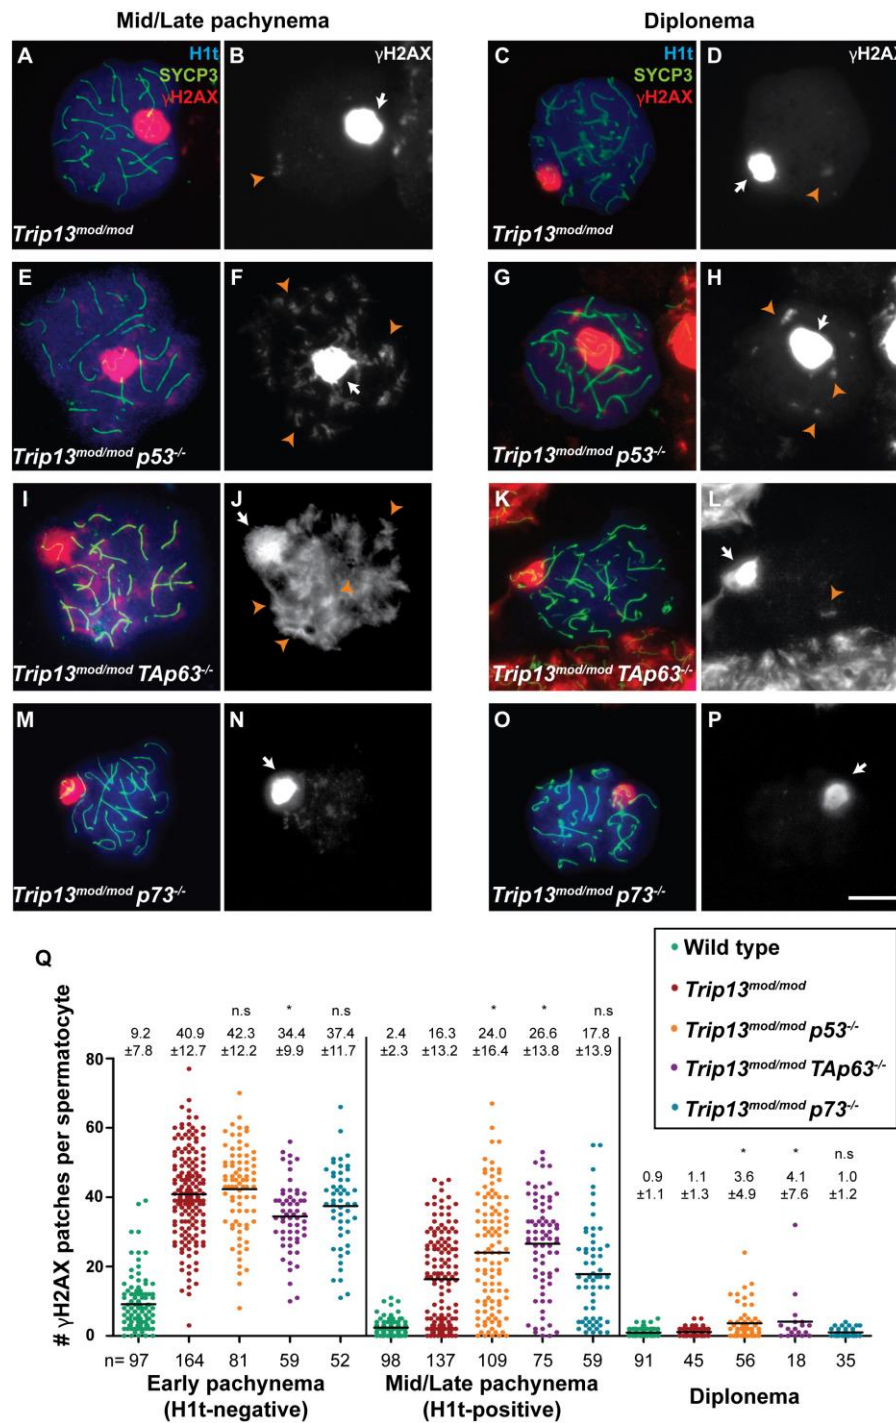 Mid/Late pachynema
Diplonema
A
H1t
SYCP3
γH2AX
Trip13mod/mod
B
γH2AX
C
H1t
SYCP3
γH2AX
Trip13mod/mod
D
γH2AX
E
Trip13mod/mod p53-/-
F
G
Trip13mod/mod p53-/-
H
I
Trip13mod/mod TAp63-/-
J
K
Trip13mod/mod TAp63-/-
L
M
Trip13mod/mod p73-/-
N
O
Trip13mod/mod p73-/-
P
Q
Wild type
Trip13mod/mod
Trip13mod/mod p53-/-
Trip13mod/mod TAp63-/-
Trip13mod/mod p73-/-
n.s * n.s * * n.s
9.2 40.9 42.3 34.4 37.4 2.4 16.3 24.0 26.6 17.8
±7.8 ±12.7 ±12.2 ±9.9 ±11.7 ±2.3 ±13.2 ±16.4 ±13.8 ±13.9
* * n.s
0.9 1.1 3.6 4.1 1.0
±1.1 ±1.3 ±4.9 ±7.6 ±1.2
# γH2AX patches per spermatocyte
80
60
40
20
0
n= 97 164 81 59 52 98 137 109 75 59 91 45 56 18 35
Early pachynema
(H1t-negative)
Mid/Late pachynema
(H1t-positive)
Diplonema